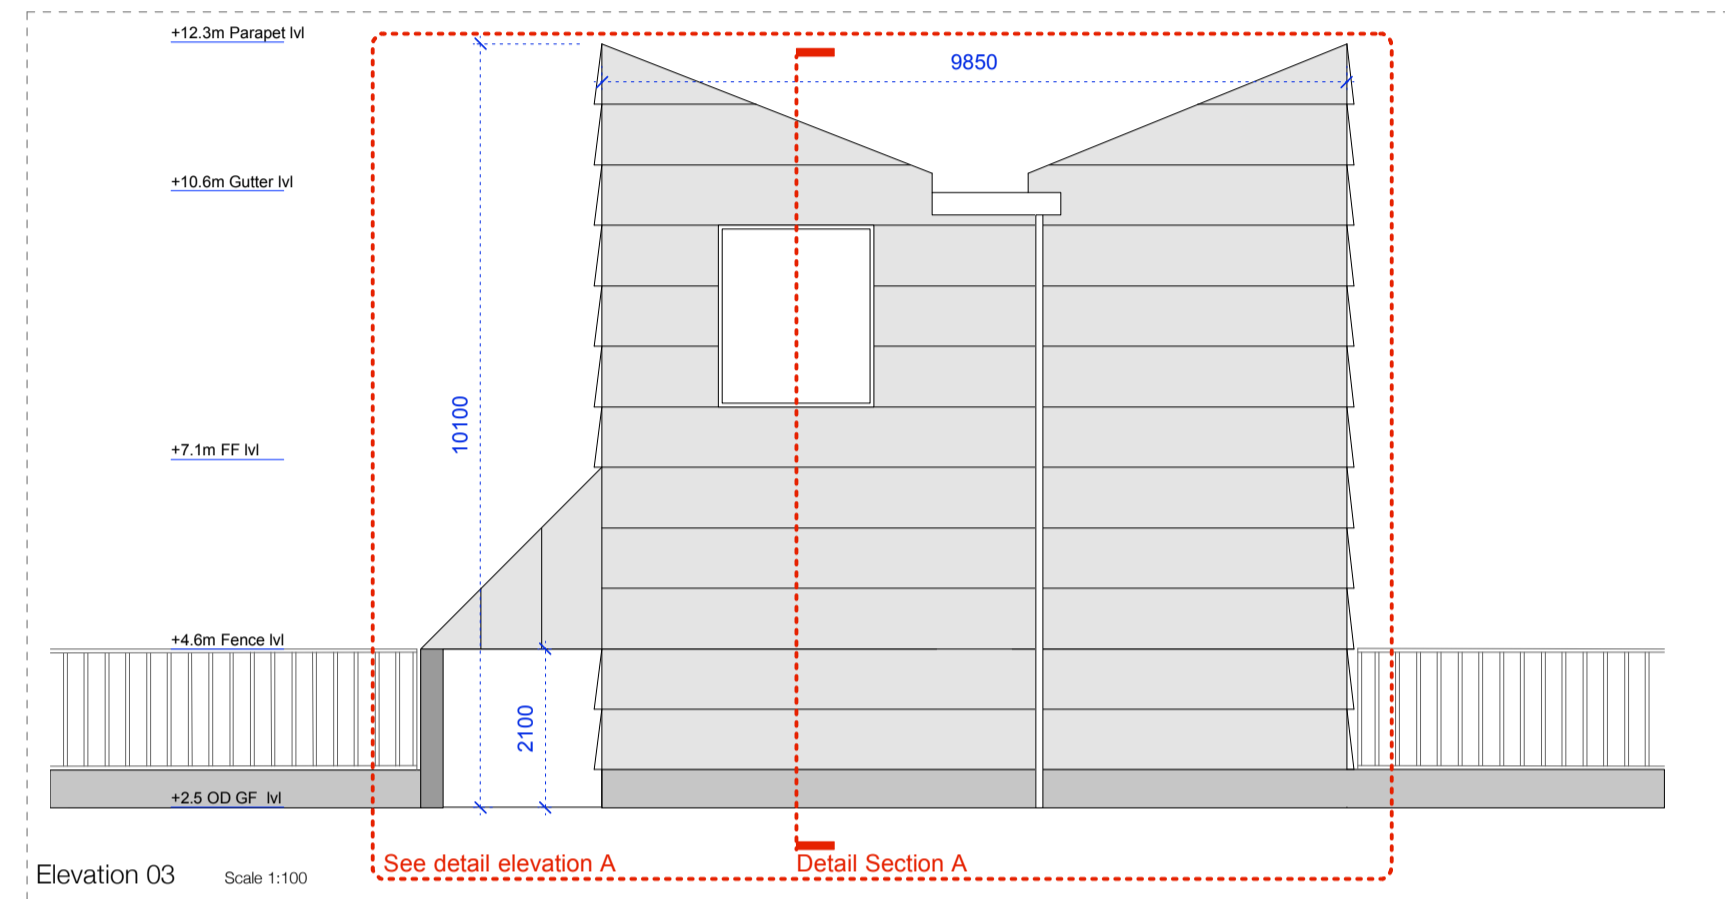 +12.3m Parapet lvl
9850
+10.6m Gutter lvl
10100
+7.1m FF lvl
+4.6m Fence lvl
2100
+2.5 OD GF lvl
See detail elevation A
Detail Section A
Elevation 03
Scale 1:100